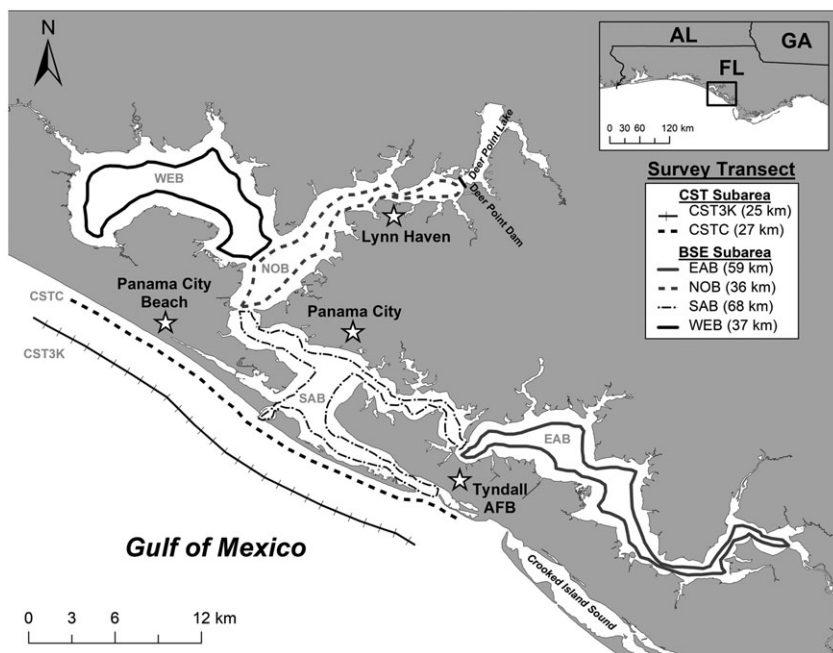 N
AL
GA
FL
0 30 60 120 km
WEB
Deer Point Lake
Deer Point Dam
Lynn Haven
NOB
Panama City
Beach
CSTC
Panama City
CST3K
SAB
EAB
Tyndall
AFB
Gulf of Mexico
Crooked Island Sound
0 3 6 12 km
Survey Transect
CST Subarea
CST3K (25 km)
CSTC (27 km)
BSE Subarea
EAB (59 km)
NOB (36 km)
SAB (68 km)
WEB (37 km)